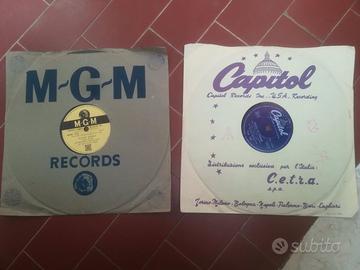 M-G-M
MGM
RECORDS
Capitol
Capitol Records Inc. U.S.A. Recording
Capitol
Distribuzione esclusiva per l'Italia:
C.e.t.r.a.
s.p.a.
Torino-Milano-Bologna-Napoli-Palermo-Bari-Cagliari
subito